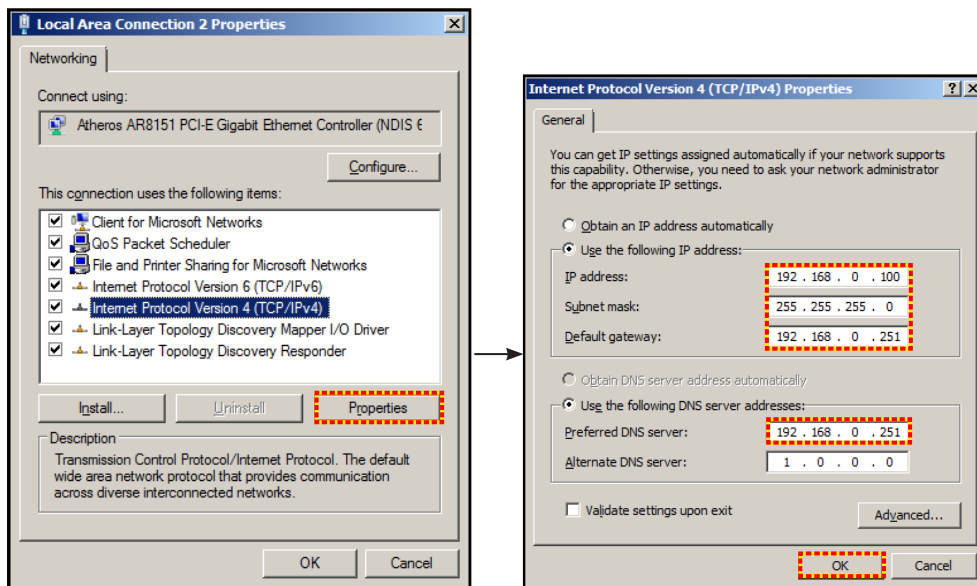 Local Area Connection 2 Properties
Networking
Connect using:
Atheros AR8151 PCI-E Gigabit Ethernet Controller (NDIS 6
Configure...
This connection uses the following items:
Client for Microsoft Networks
QoS Packet Scheduler
File and Printer Sharing for Microsoft Networks
Internet Protocol Version 6 (TCP/IPv6)
Internet Protocol Version 4 (TCP/IPv4)
Link-Layer Topology Discovery Mapper I/O Driver
Link-Layer Topology Discovery Responder
Install... Uninstall Properties
Description
Transmission Control Protocol/Internet Protocol. The default
wide area network protocol that provides communication
across diverse interconnected networks.
OK Cancel
Internet Protocol Version 4 (TCP/IPv4) Properties
General
You can get IP settings assigned automatically if your network supports
this capability. Otherwise, you need to ask your network administrator
for the appropriate IP settings.
Obtain an IP address automatically
Use the following IP address:
IP address: 192 . 168 . 0 . 100
Subnet mask: 255 . 255 . 255 . 0
Default gateway: 192 . 168 . 0 . 251
Obtain DNS server address automatically
Use the following DNS server addresses:
Preferred DNS server: 192 . 168 . 0 . 251
Alternate DNS server: 1 . 0 . 0 . 0
Validate settings upon exit
Advanced...
OK Cancel